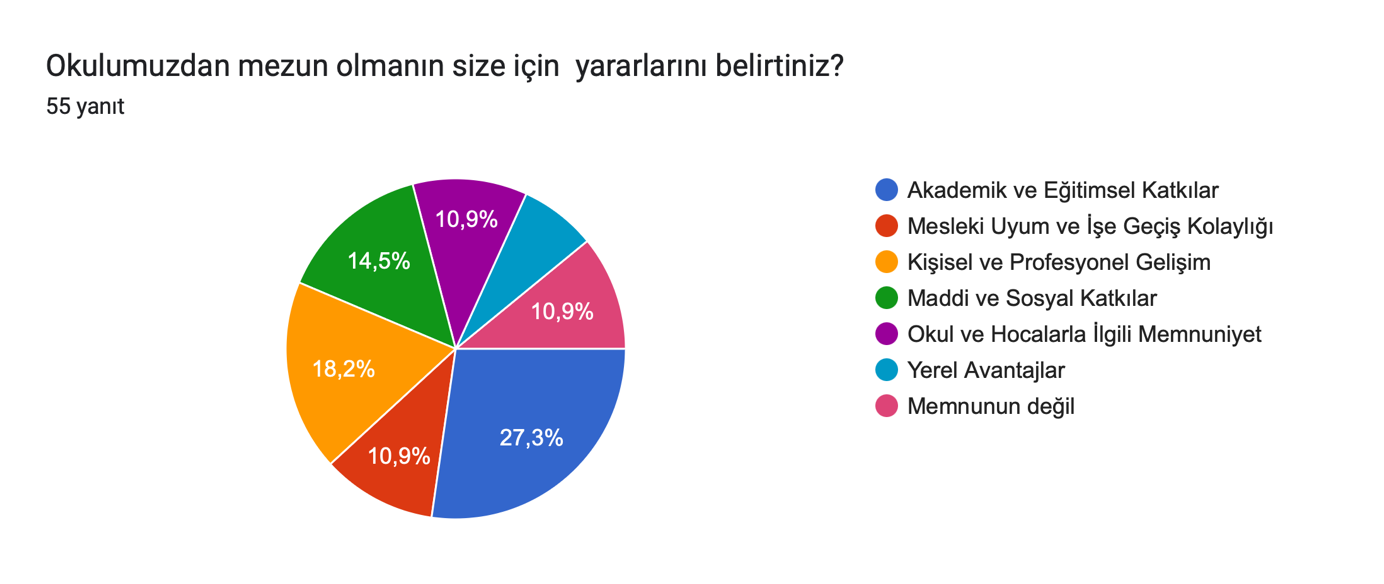 Okulumuzdan mezun olmanın size için  yararlarını belirtiniz?
55 yanıt
10,9%
14,5%
10,9%
18,2%
10,9%
27,3%
Akademik ve Eğitimsel Katkılar
Mesleki Uyum ve İşe Geçiş Kolaylığı
Kişisel ve Profesyonel Gelişim
Maddi ve Sosyal Katkılar
Okul ve Hocalarla İlgili Memnuniyet
Yerel Avantajlar
Memnunun değil